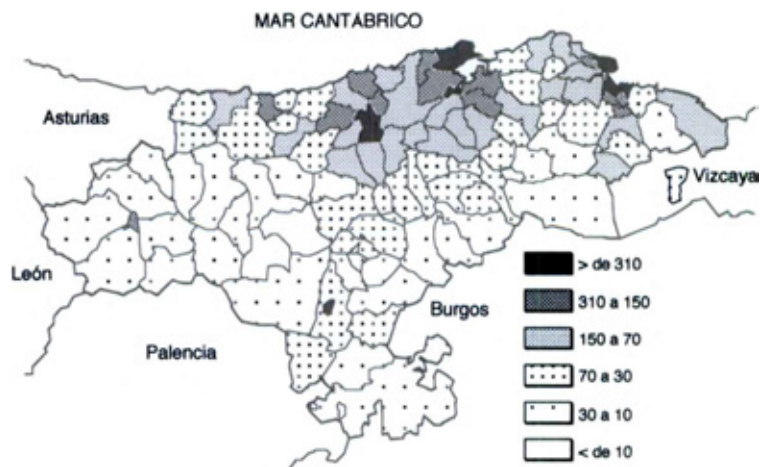 MAR CANTÁBRICO
Asturias
Vizcaya
León
Palencia
Burgos
> de 310
310 a 150
150 a 70
70 a 30
30 a 10
< de 10